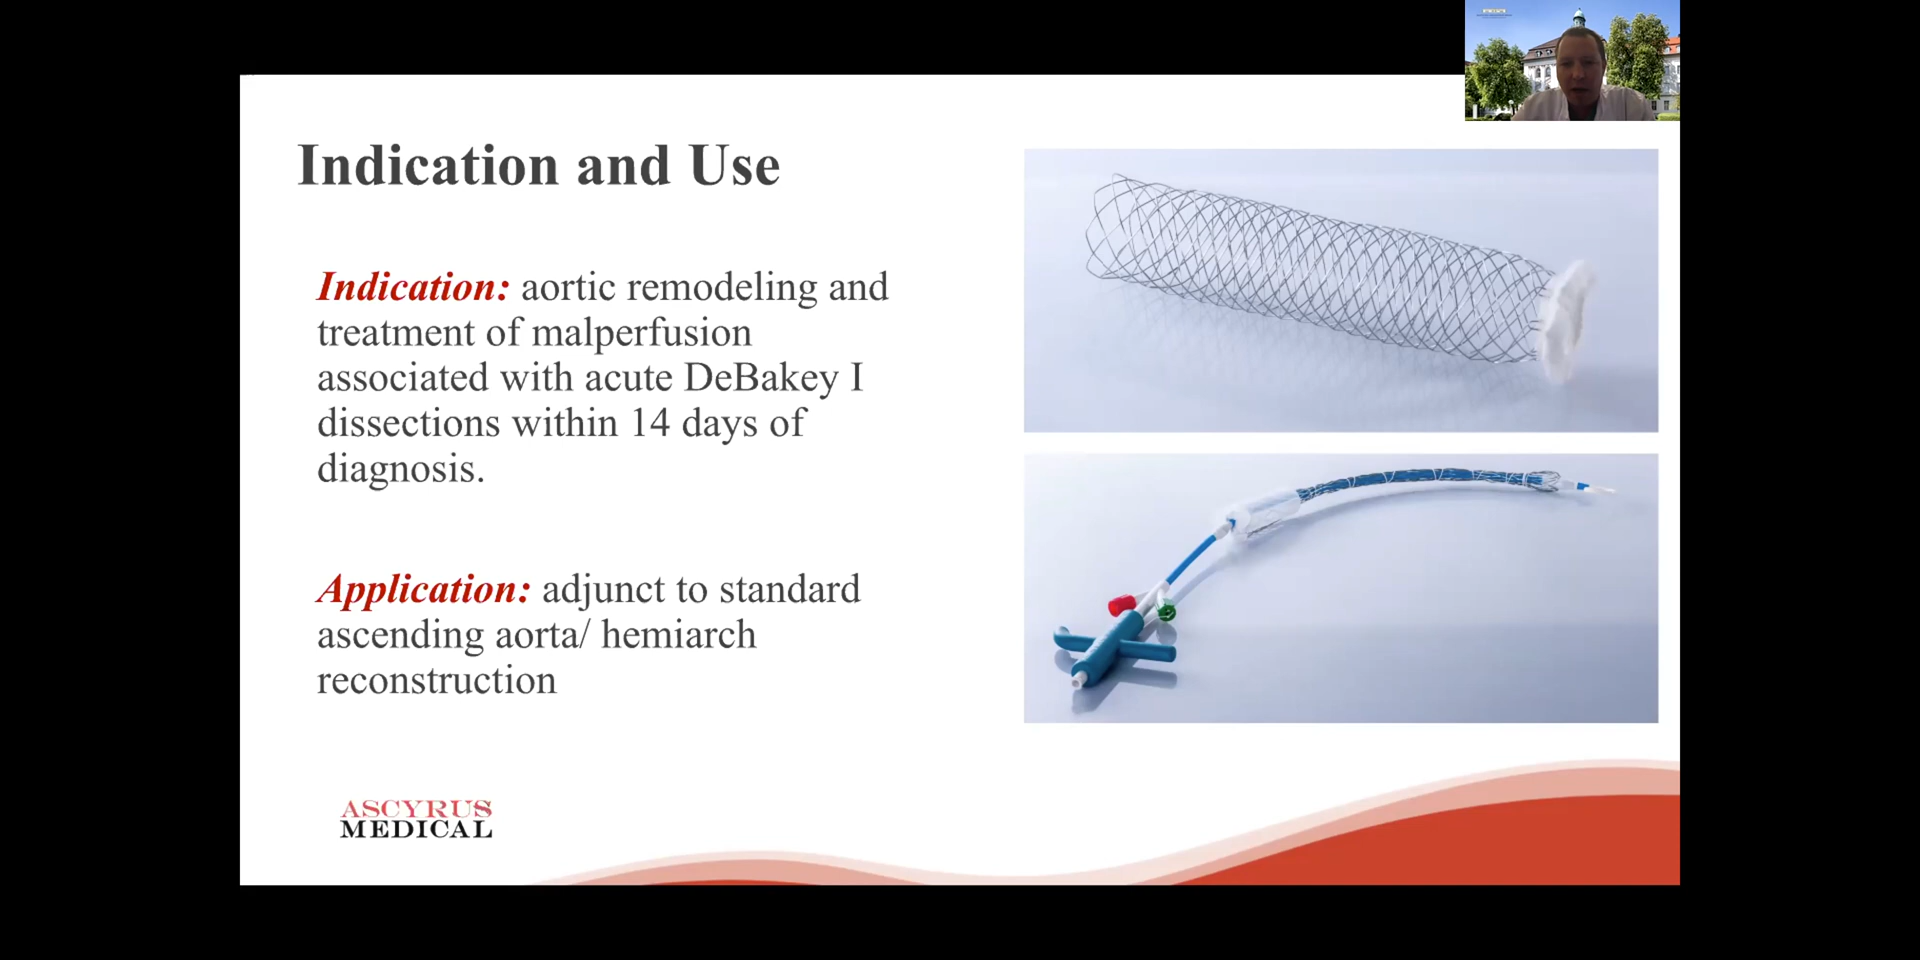 Indication and Use
Indication: aortic remodeling and
treatment of malperfusion
associated with acute DeBakey I
dissections within 14 days of
diagnosis.
Application: adjunct to standard
ascending aorta/ hemiarch
reconstruction
ASCYRUS
MEDICAL